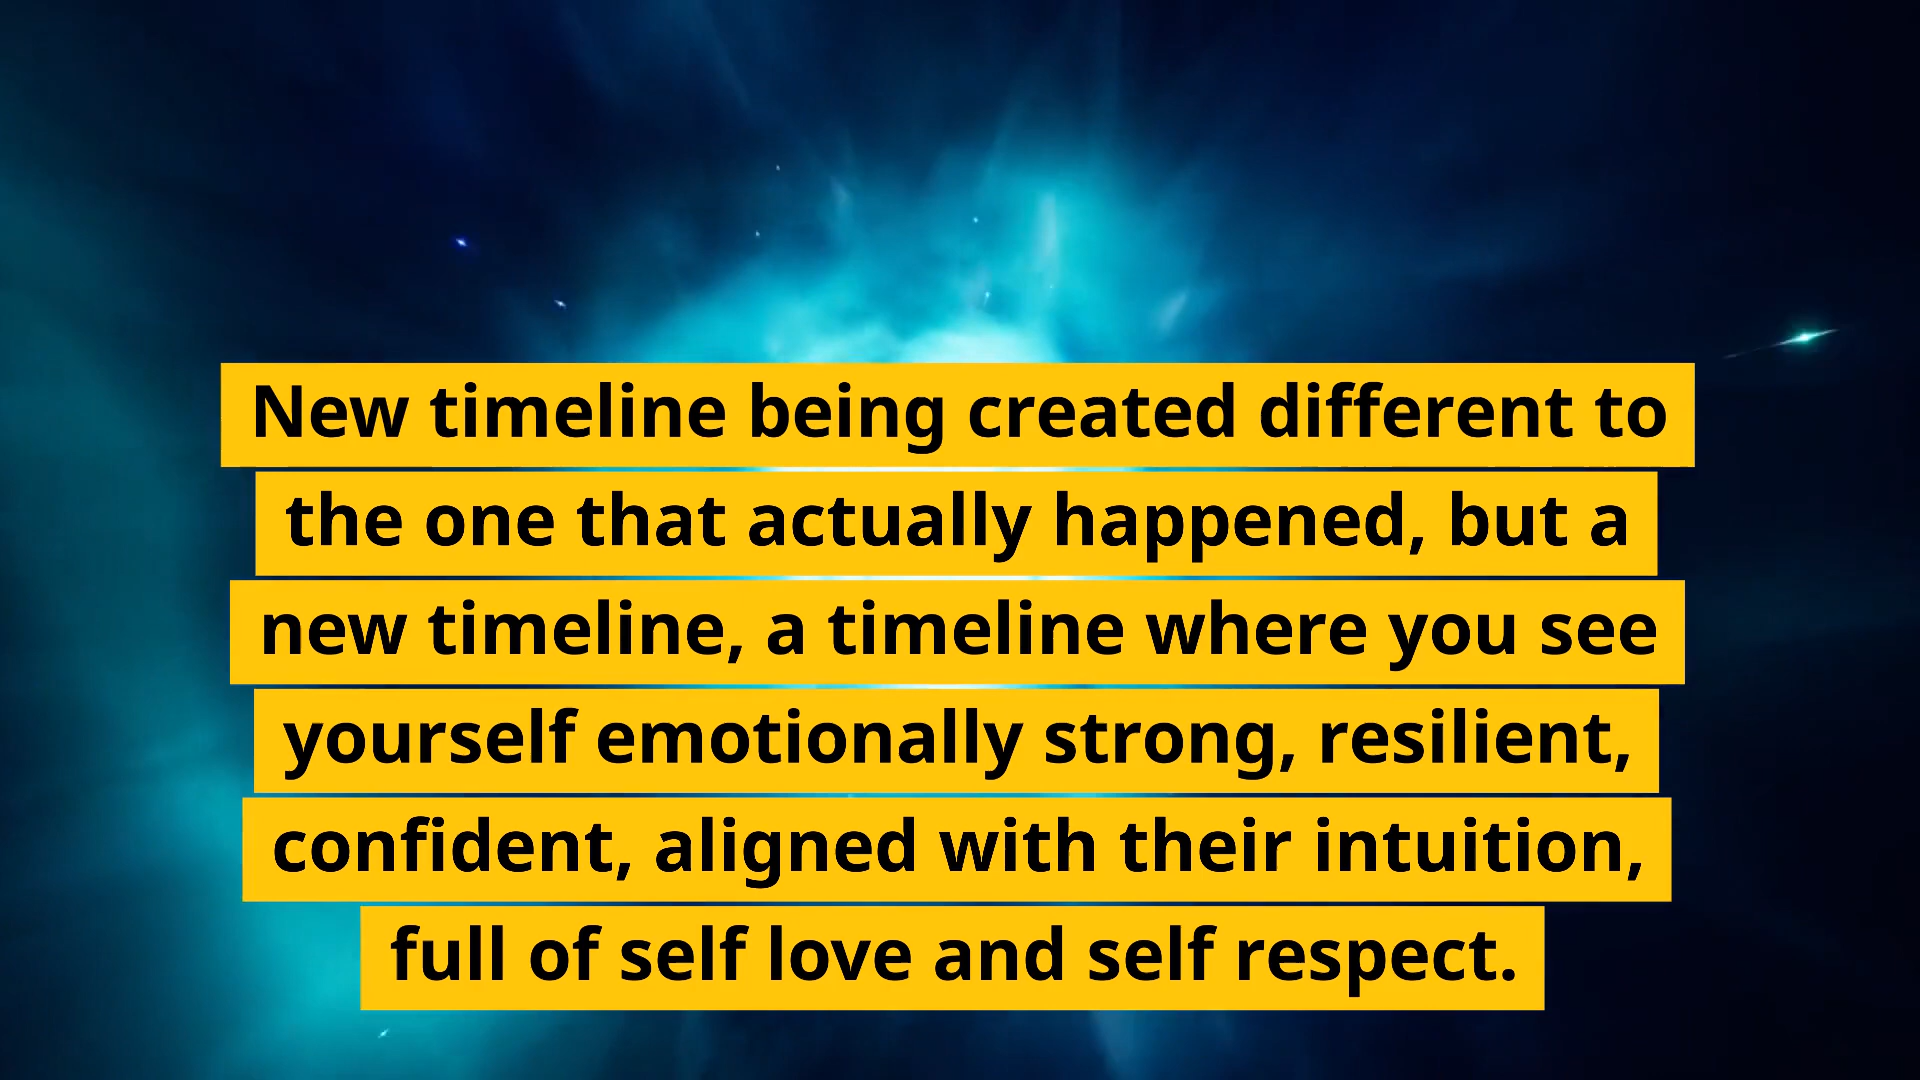 New timeline being created different to
the one that actually happened, but a
new timeline, a timeline where you see
yourself emotionally strong, resilient,
confident, aligned with their intuition,
full of self love and self respect.